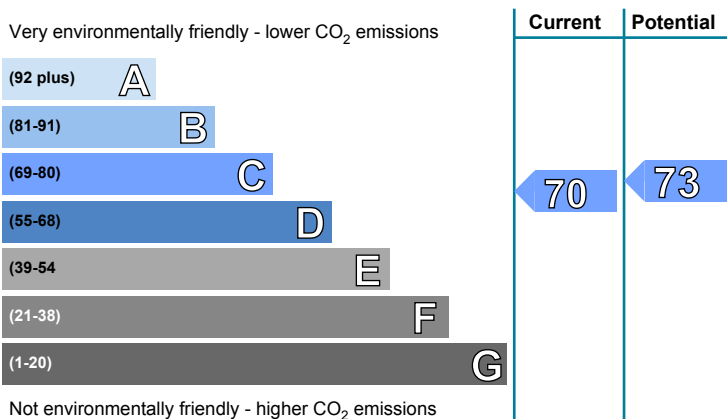 Very environmentally friendly - lower CO2 emissions
Current
Potential
(92 plus) A
(81-91) B
(69-80) C
(55-68) D
(39-54 E
(21-38) F
(1-20) G
70
73
Not environmentally friendly - higher CO2 emissions